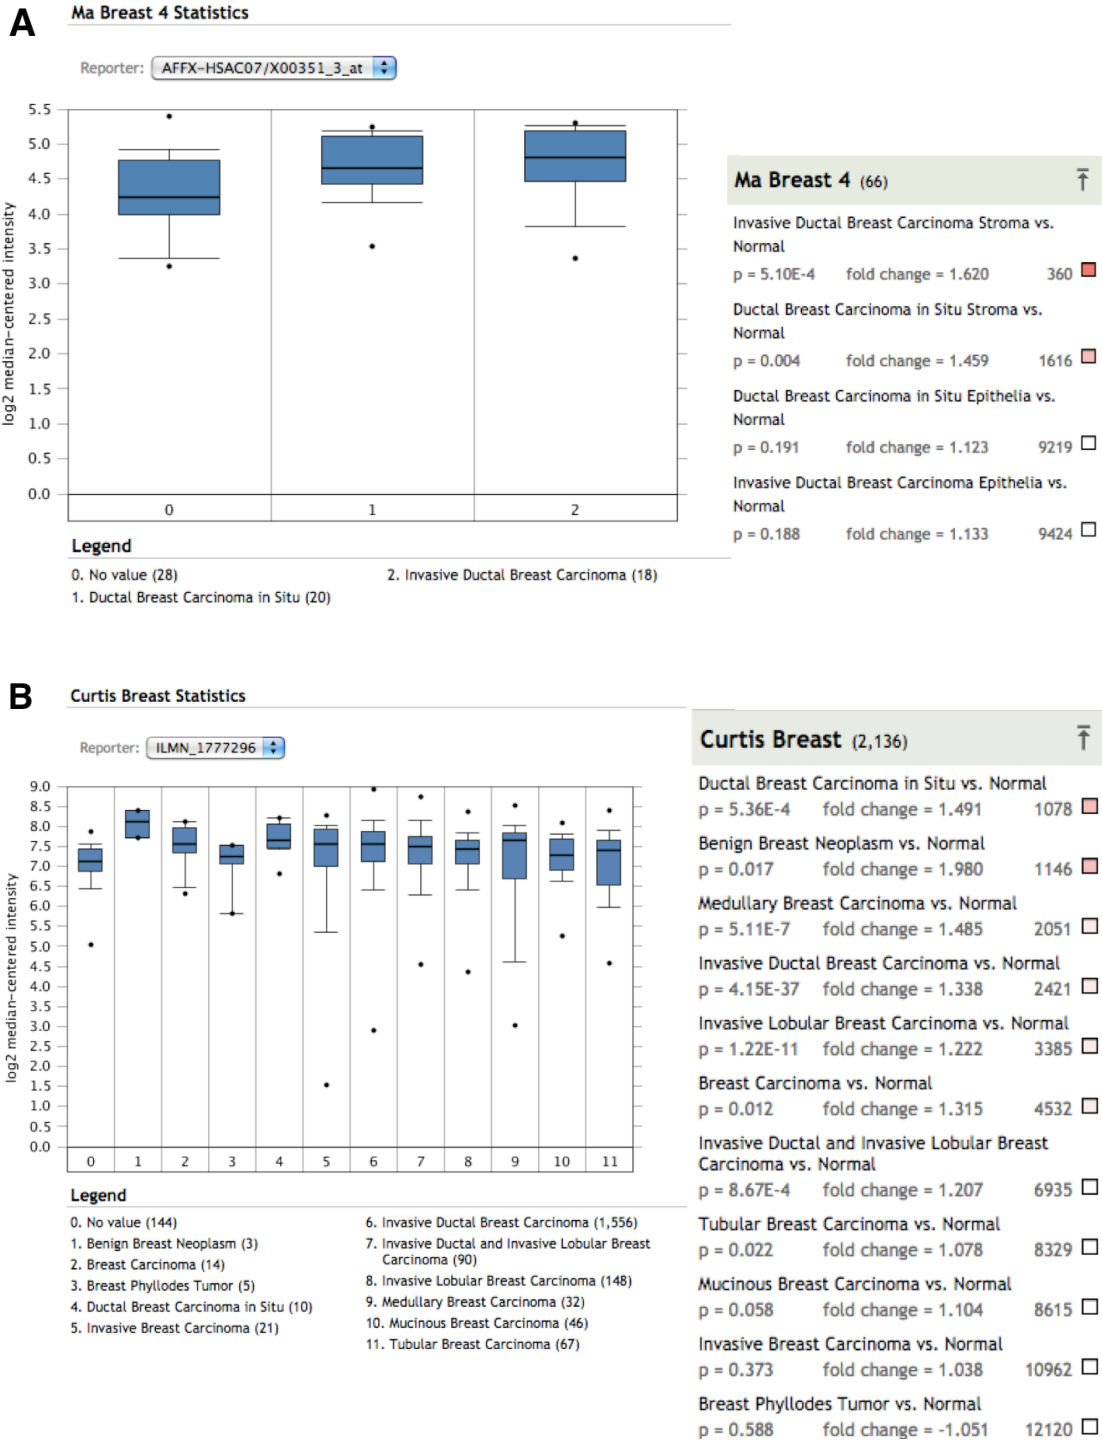 A
Ma Breast 4 Statistics
Reporter: AFFX-HSAC07/X00351_3_at
log2 median-centered intensity
5.5
5.0
4.5
4.0
3.5
3.0
2.5
2.0
1.5
1.0
0.5
0.0
0 1 2
Legend
0. No value (28)
1. Ductal Breast Carcinoma in Situ (20)
2. Invasive Ductal Breast Carcinoma (18)
Ma Breast 4 (66)
Invasive Ductal Breast Carcinoma Stroma vs.
Normal
p = 5.10E-4 fold change = 1.620 360
Ductal Breast Carcinoma in Situ Stroma vs.
Normal
p = 0.004 fold change = 1.459 1616
Ductal Breast Carcinoma in Situ Epithelia vs.
Normal
p = 0.191 fold change = 1.123 9219
Invasive Ductal Breast Carcinoma Epithelia vs.
Normal
p = 0.188 fold change = 1.133 9424
B
Curtis Breast Statistics
Reporter: ILMN_1777296
log2 median-centered intensity
9.0
8.5
8.0
7.5
7.0
6.5
6.0
5.5
5.0
4.5
4.0
3.5
3.0
2.5
2.0
1.5
1.0
0.5
0.0
0 1 2 3 4 5 6 7 8 9 10 11
Legend
0. No value (144)
1. Benign Breast Neoplasm (3)
2. Breast Carcinoma (14)
3. Breast Phyllodes Tumor (5)
4. Ductal Breast Carcinoma in Situ (10)
5. Invasive Breast Carcinoma (21)
6. Invasive Ductal Breast Carcinoma (1,556)
7. Invasive Ductal and Invasive Lobular Breast
Carcinoma (90)
8. Invasive Lobular Breast Carcinoma (148)
9. Medullary Breast Carcinoma (32)
10. Mucinous Breast Carcinoma (46)
11. Tubular Breast Carcinoma (67)
Curtis Breast (2,136)
Ductal Breast Carcinoma in Situ vs. Normal
p = 5.36E-4 fold change = 1.491 1078
Benign Breast Neoplasm vs. Normal
p = 0.017 fold change = 1.980 1146
Medullary Breast Carcinoma vs. Normal
p = 5.11E-7 fold change = 1.485 2051
Invasive Ductal Breast Carcinoma vs. Normal
p = 4.15E-37 fold change = 1.338 2421
Invasive Lobular Breast Carcinoma vs. Normal
p = 1.22E-11 fold change = 1.222 3385
Breast Carcinoma vs. Normal
p = 0.012 fold change = 1.315 4532
Invasive Ductal and Invasive Lobular Breast
Carcinoma vs. Normal
p = 8.67E-4 fold change = 1.207 6935
Tubular Breast Carcinoma vs. Normal
p = 0.022 fold change = 1.078 8329
Mucinous Breast Carcinoma vs. Normal
p = 0.058 fold change = 1.104 8615
Invasive Breast Carcinoma vs. Normal
p = 0.373 fold change = 1.038 10962
Breast Phyllodes Tumor vs. Normal
p = 0.588 fold change = -1.051 12120